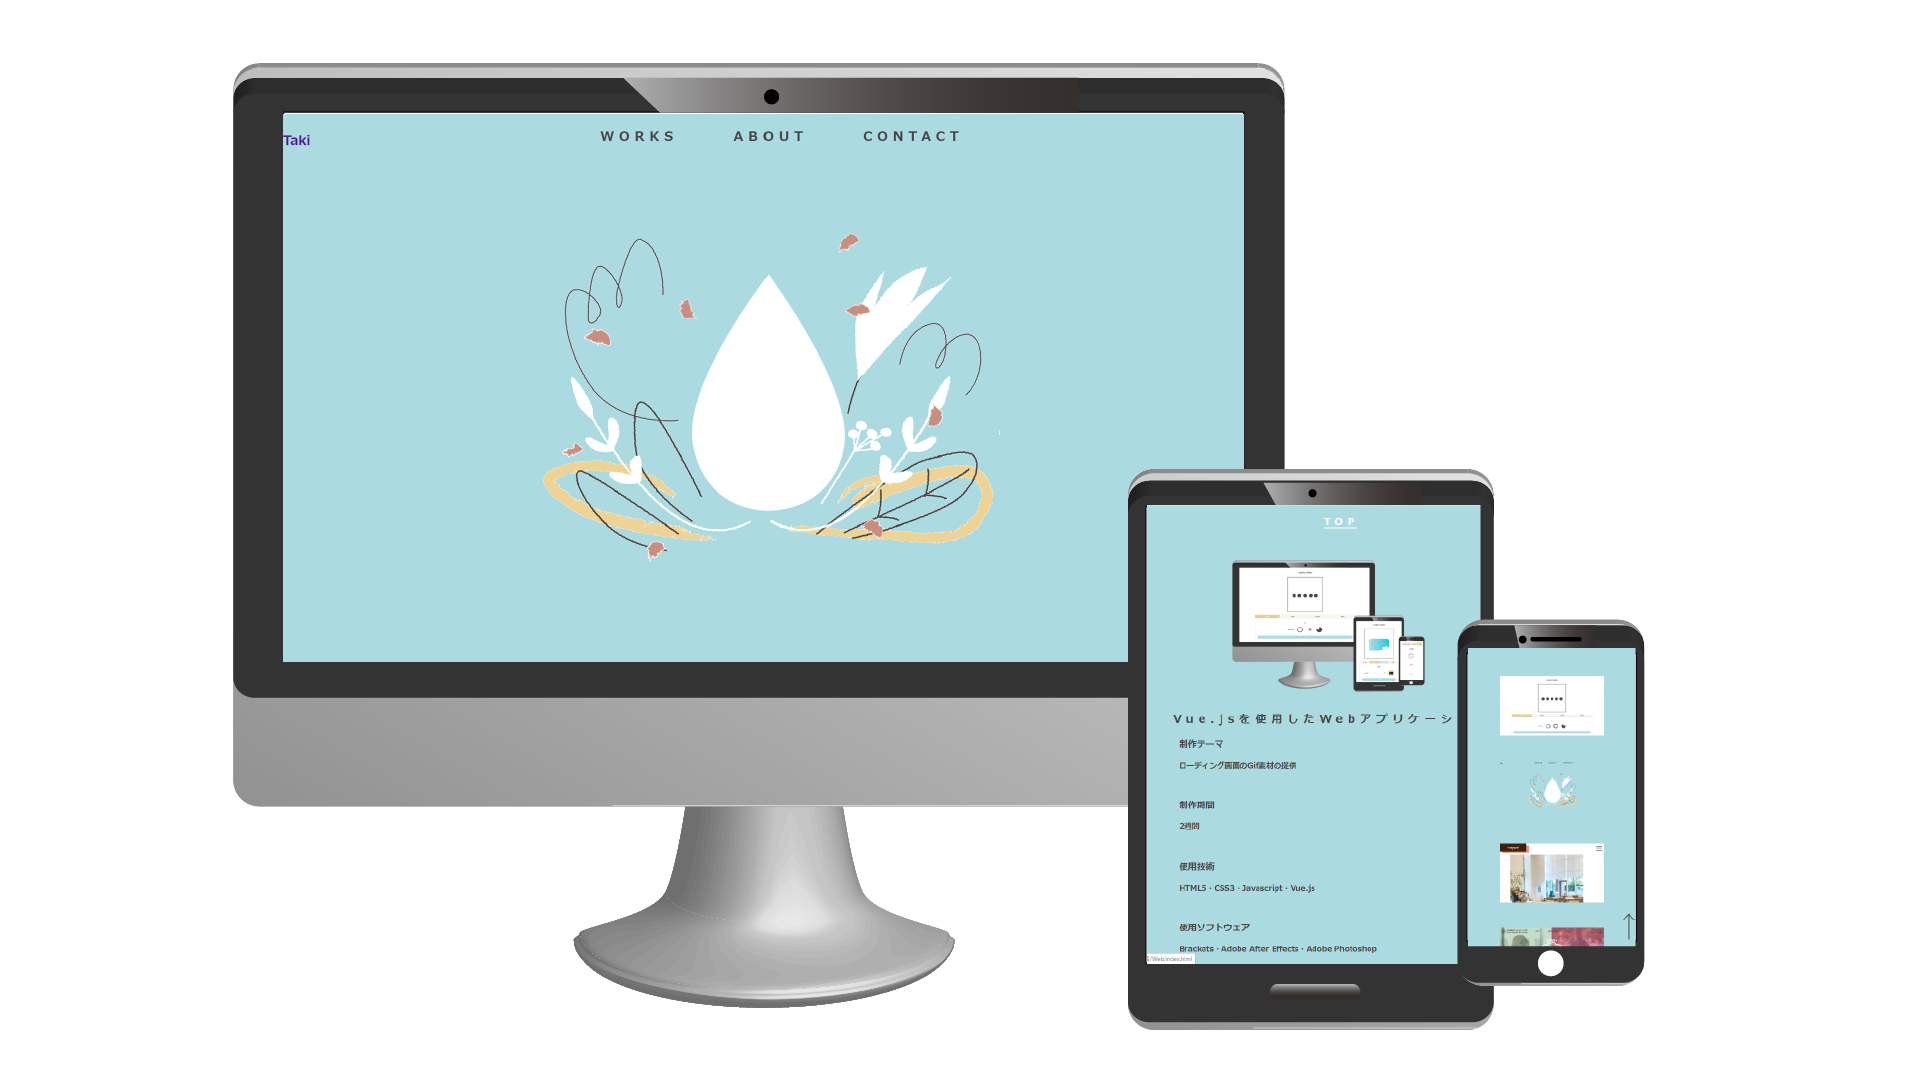 Taki
WORKS ABOUT CONTACT
TOP
Vue.jsを使用したWebアプリケーシ
制作テーマ
ローディング画面のGif素材の提供
制作期間
2週間
使用技術
HTML5・CSS3・Javascript・Vue.js
使用ソフトウェア
Brackets・Adobe After Effects・Adobe Photoshop
/Web/index.html